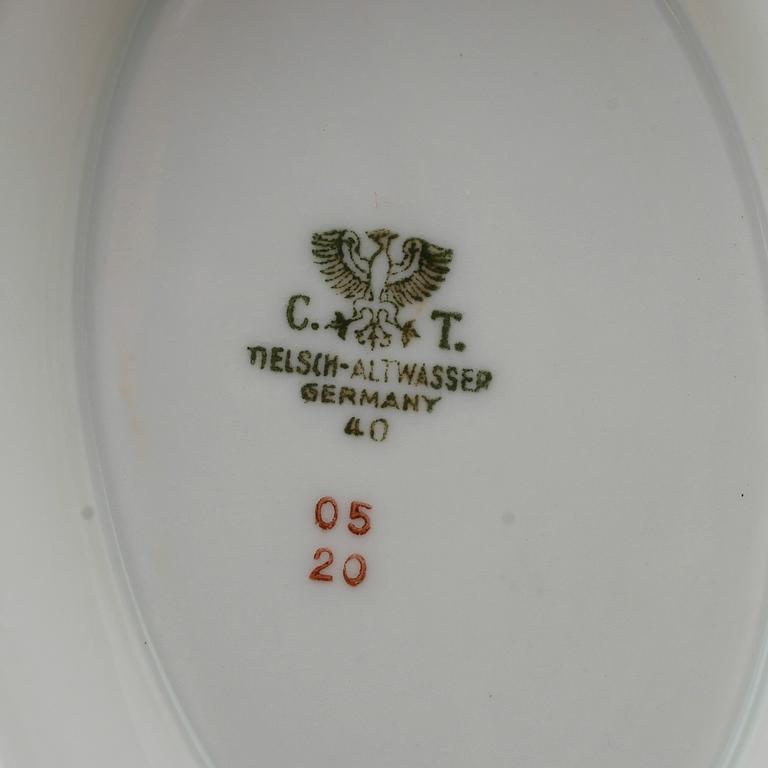 C. T.
TIELSCH-ALTWASSER
GERMANY
40
05
20